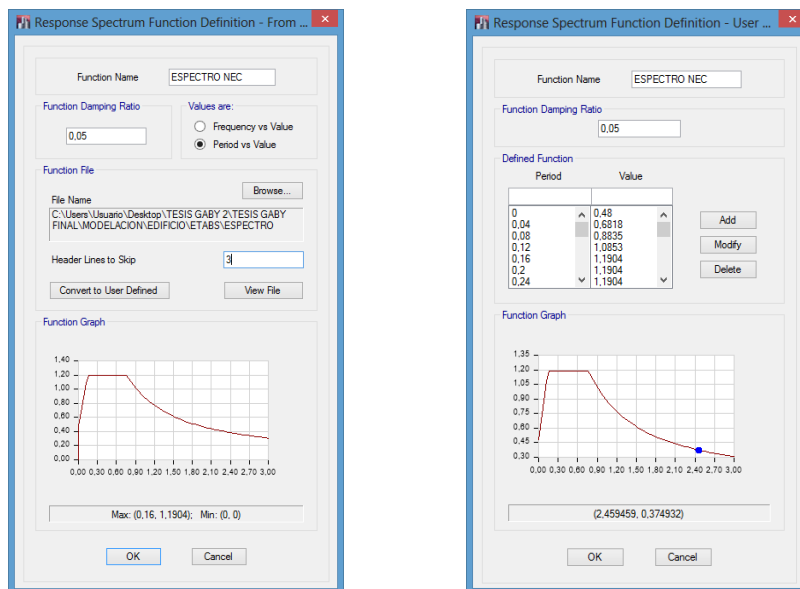 Response Spectrum Function Definition - From ...
Function Name
ESPECTRO NEC
Function Damping Ratio
0,05
Values are:
Frequency vs Value
Period vs Value
Function File
Browse...
File Name
C:\Users\Usuario\Desktop\TESIS GABY 2\TESIS GABY
FINAL\MODELACION\EDIFICIO\ETABS\ESPECTRO
Header Lines to Skip
3
Convert to User Defined
View File
Function Graph
1,40
1,20
1,00
0,80
0,60
0,40
0,20
0,00
0,00 0,30 0,60 0,90 1,20 1,50 1,80 2,10 2,40 2,70 3,00
Max: (0,16, 1,1904); Min: (0, 0)
OK
Cancel
Response Spectrum Function Definition - User ...
Function Name
ESPECTRO NEC
Function Damping Ratio
0,05
Defined Function
Period Value
0 0,48
0,04 0,6818
0,08 0,8835
0,12 1,0853
0,16 1,1904
0,2 1,1904
0,24 1,1904
Add
Modify
Delete
Function Graph
1,35
1,20
1,05
0,90
0,75
0,60
0,45
0,30
0,00 0,30 0,60 0,90 1,20 1,50 1,80 2,10 2,40 2,70 3,00
(2,459459, 0,374932)
OK
Cancel